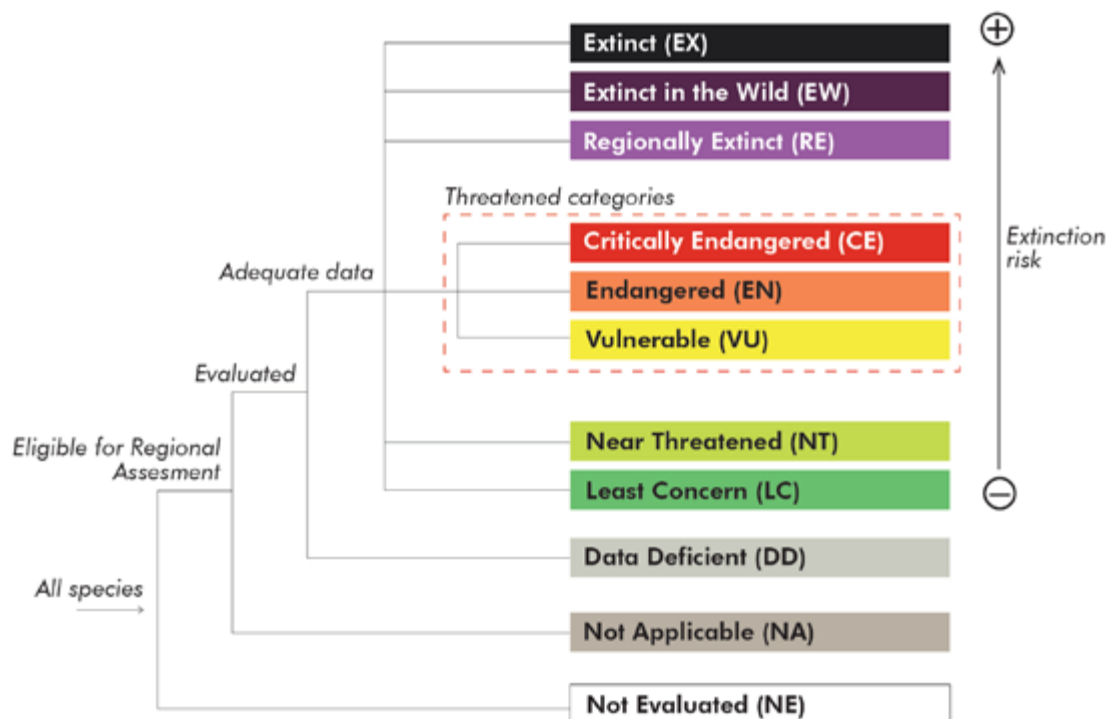 Extinct (EX)
Extinct in the Wild (EW)
Regionally Extinct (RE)
Threatened categories
Critically Endangered (CE)
Extinction
risk
Adequate data
Endangered (EN)
Vulnerable (VU)
Evaluated
Eligible for Regional
Assesment
Near Threatened (NT)
Least Concern (LC)
Data Deficient (DD)
All species
Not Applicable (NA)
Not Evaluated (NE)